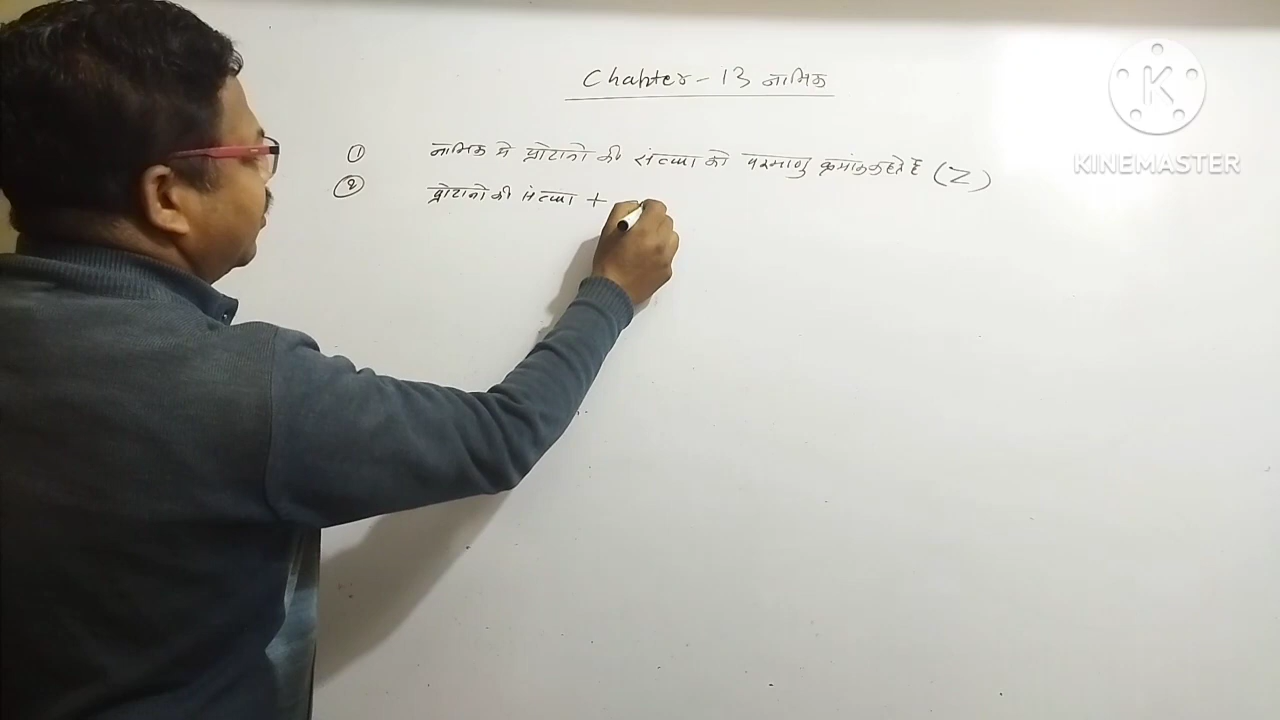 Chapter - 13 नाभिक
① नाभिक मे प्रोटानो की संख्या को परमाणु क्रमांक कहते है (Z)
② प्रोटानो की संख्या +
K
KINEMASTER